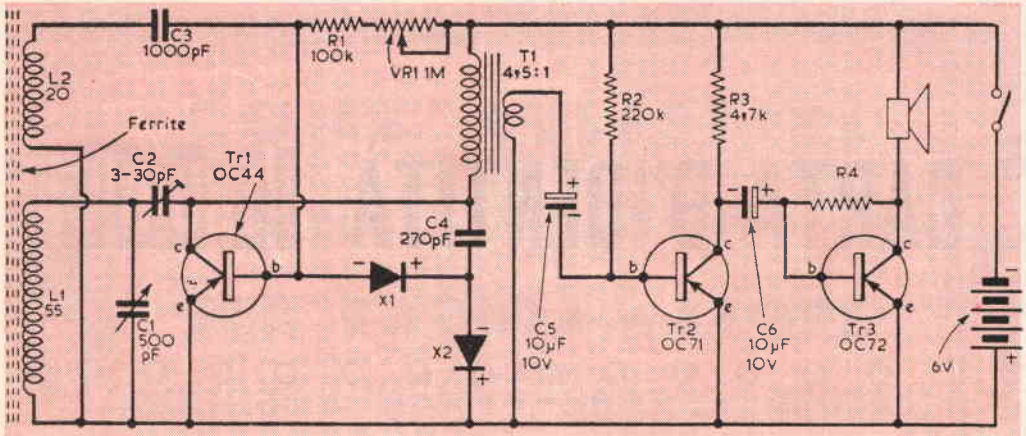 C3
1000pF
R1
100k
VR1 1M
T1
4,5:1
L2
20
Ferrite
R2
220k
R3
4,7k
C2
3-30pF
Tr1
OC44
R4
C4
270pF
c
b
e
L1
55
C1
500
pF
- X1 +
X2
-
+
+
-
C5
10µF
10V
b
c
e
Tr2
OC71
- +
C6
10µF
10V
b
c
e
Tr3
OC72
-
6V
+